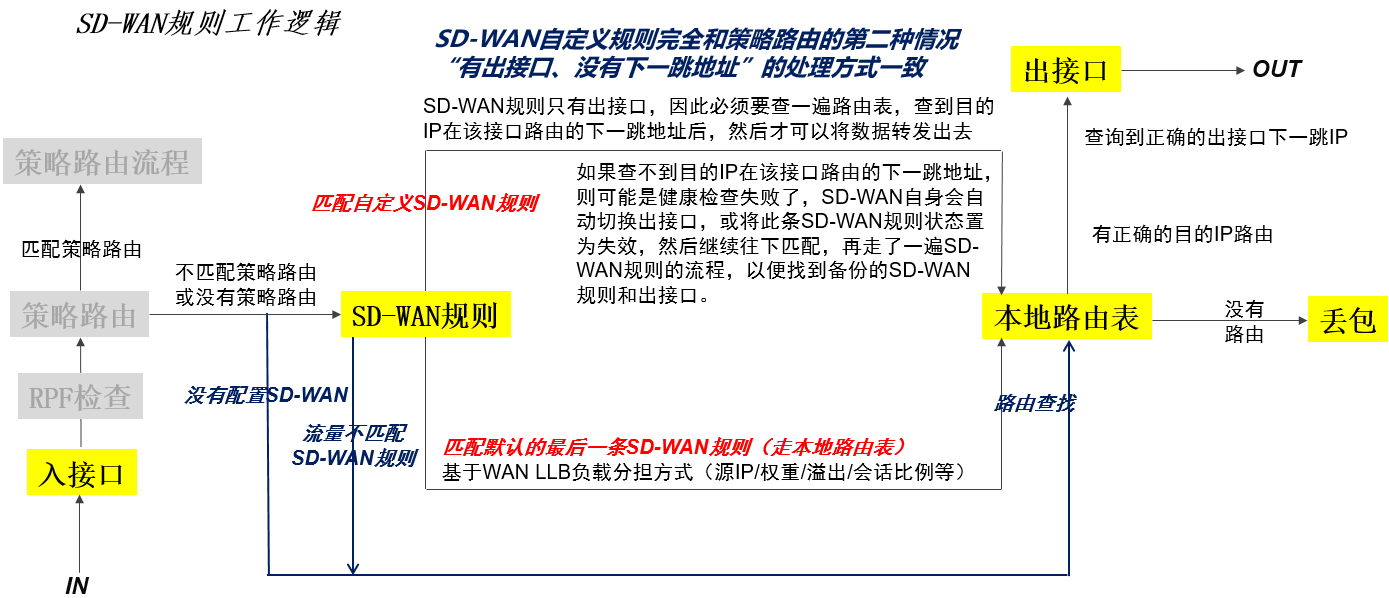 SD-WAN规则工作逻辑
SD-WAN自定义规则完全和策略路由的第二种情况
“有出接口、没有下一跳地址”的处理方式一致
出接口
OUT
SD-WAN规则只有出接口，因此必须要查一遍路由表，查到目的
IP在该接口路由的下一跳地址后，然后才可以将数据转发出去
查询到正确的出接口下一跳IP
策略路由流程
如果查不到目的IP在该接口路由的下一跳地址，
则可能是健康检查失败了，SD-WAN自身会自
动切换出接口，或将此条SD-WAN规则状态置
为失效，然后继续往下匹配，再走了一遍SD-
WAN规则的流程，以便找到备份的SD-WAN
规则和出接口。
匹配自定义SD-WAN规则
有正确的目的IP路由
匹配策略路由
不匹配策略路由
或没有策略路由
策略路由
SD-WAN规则
本地路由表
没有
路由
丢包
RPF检查
没有配置SD-WAN
路由查找
流量不匹配
SD-WAN规则
匹配默认的最后一条SD-WAN规则（走本地路由表）
基于WAN LLB负载分担方式（源IP/权重/溢出/会话比例等）
入接口
IN